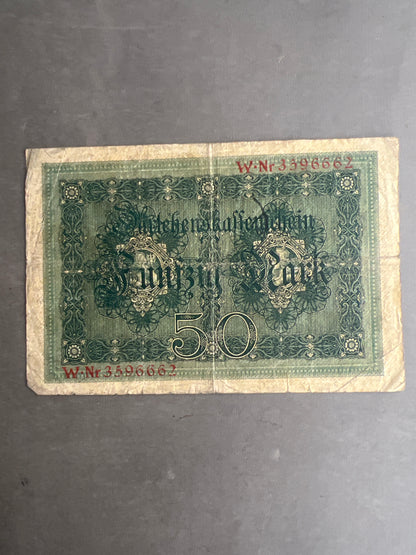 W·Nr 3596662
Darlehenskassenschein
Fünfzig Mark
50
W·Nr 3596662